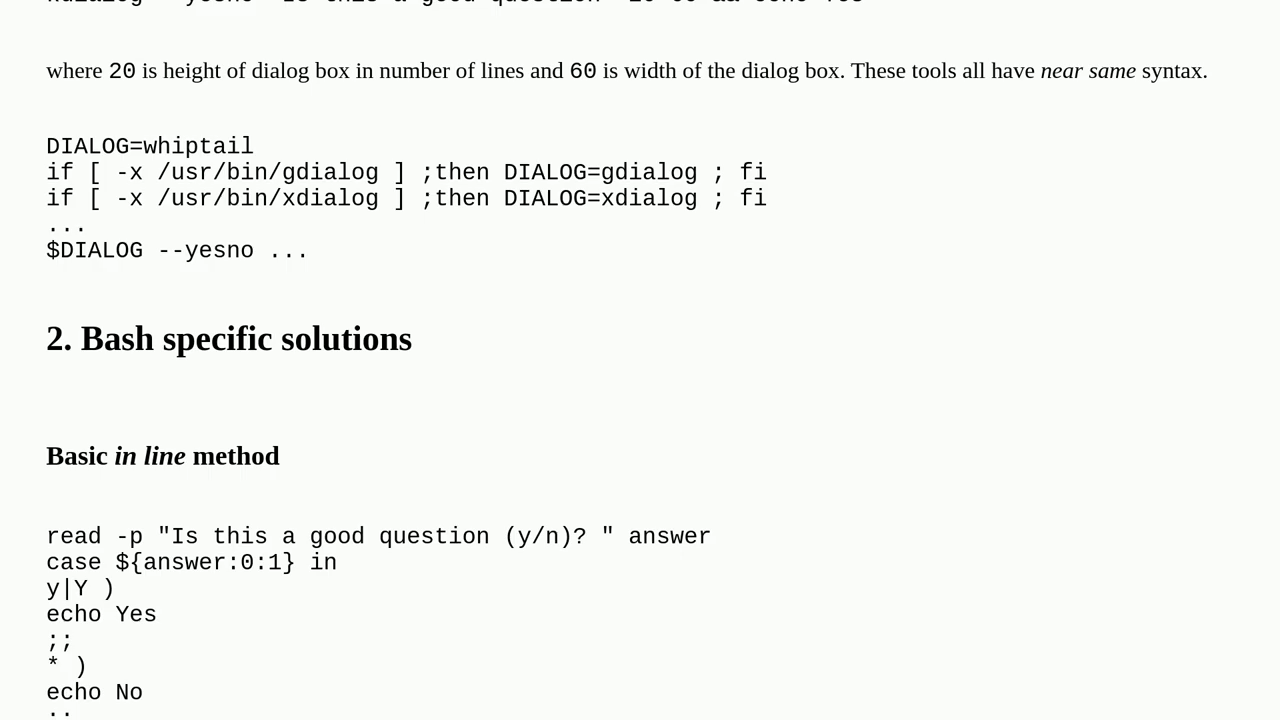 where 20 is height of dialog box in number of lines and 60 is width of the dialog box. These tools all have near same syntax.
DIALOG=whiptail
if [ -x /usr/bin/gdialog ] ;then DIALOG=gdialog ; fi
if [ -x /usr/bin/xdialog ] ;then DIALOG=xdialog ; fi
...
$DIALOG --yesno ...
2. Bash specific solutions
Basic in line method
read -p "Is this a good question (y/n)? " answer
case ${answer:0:1} in
y|Y )
echo Yes
;;
* )
echo No
;;